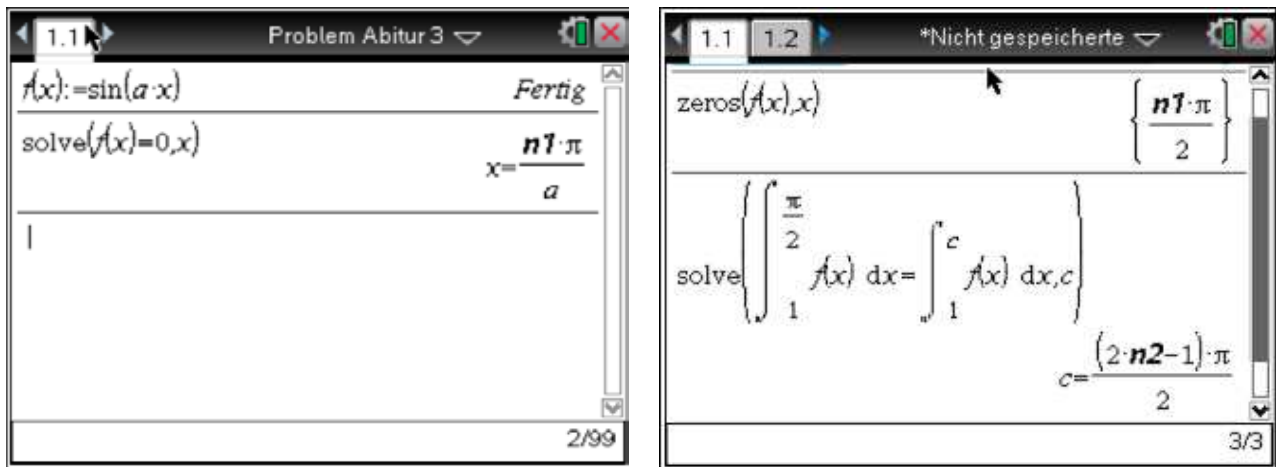 1.1 Problem Abitur 3
f(x):=sin(a·x) Fertig
solve(f(x)=0,x) x=n1·π/a
2/99
1.1 1.2 *Nicht gespeicherte
zeros(f(x),x) {n1·π/2}
solve(∫_1^(π/2) f(x) dx=∫_1^c f(x) dx,c)
c=(2·n2-1)·π/2
3/3